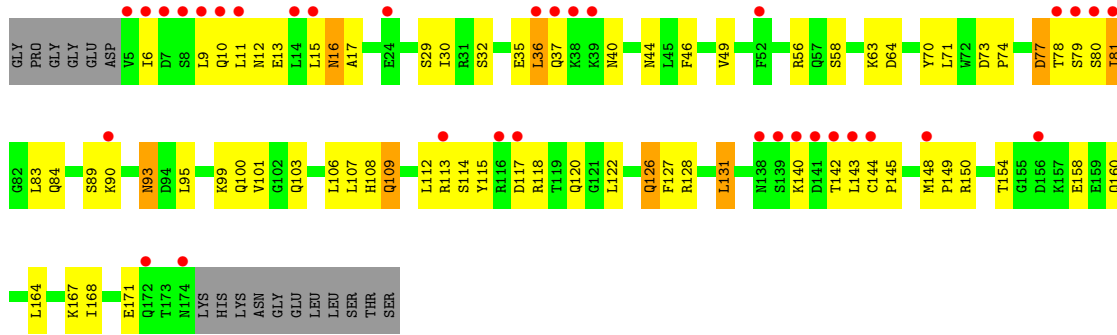 GLY PRO GLY GLY GLU ASP V5 I6 D7 S8 L9 Q10 L11 N12 E13 L14 L15 N16 A17 E24 S29 I30 R31 S32 E35 L36 Q37 K38 K39 N40 N44 L45 F46 V49 F52 R56 Q57 S58 K63 D64 Y70 L71 W72 D73 P74 D77 T78 S79 S80 I81
G82 L83 Q84 S89 K90 N93 D94 L95 K99 Q100 V101 G102 Q103 L106 L107 H108 Q109 L112 R113 S114 Y115 R116 D117 R118 T119 Q120 G121 L122 Q126 F127 R128 L131 N138 S139 K140 D141 T142 L143 C144 P145 M148 P149 R150 T154 G155 D156 K157 E158 E159 Q160
L164 K167 I168 E171 Q172 T173 N174 LYS HIS LYS ASN GLY GLU LEU LEU SER THR SER